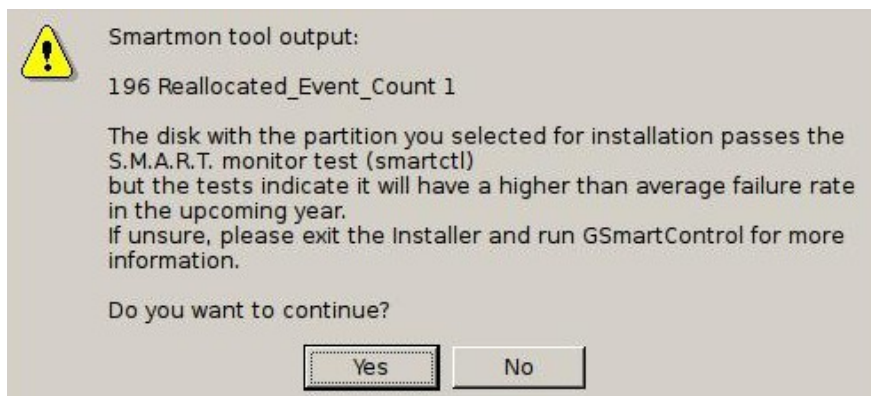 Smartmon tool output:
196 Reallocated_Event_Count 1
The disk with the partition you selected for installation passes the
S.M.A.R.T. monitor test (smartctl)
but the tests indicate it will have a higher than average failure rate
in the upcoming year.
If unsure, please exit the Installer and run GSmartControl for more
information.
Do you want to continue?
Yes
No